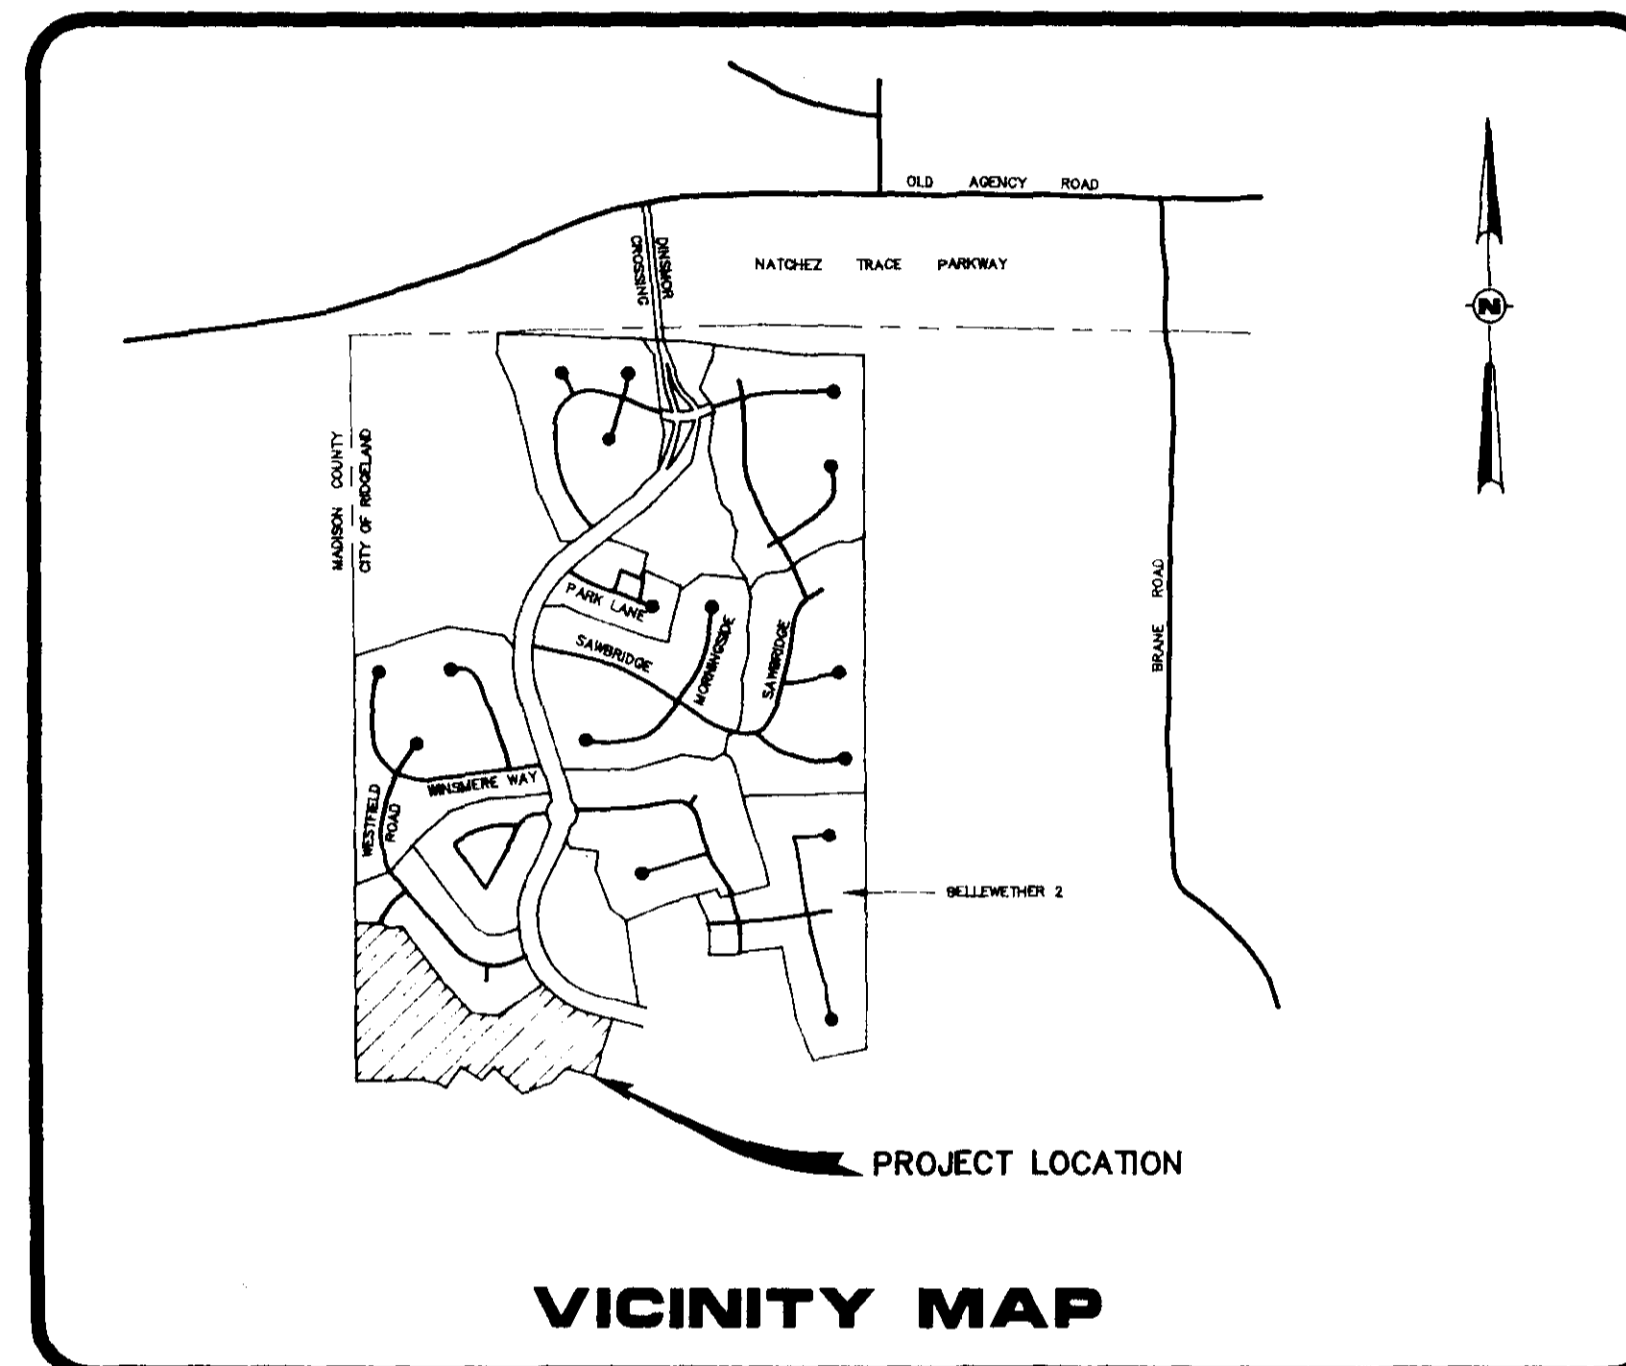 OLD AGENCY ROAD
DINSMOR
CROSSING
NATCHEZ TRACE PARKWAY
N
MADISON COUNTY
CITY OF RIDGELAND
PARK LANE
SAWBRIDGE
MORNINGSIDE
SAWBRIDGE
BRANE ROAD
WINSMERE WAY
WESTFIELD
ROAD
BELLEWETHER 2
PROJECT LOCATION
VICINITY MAP